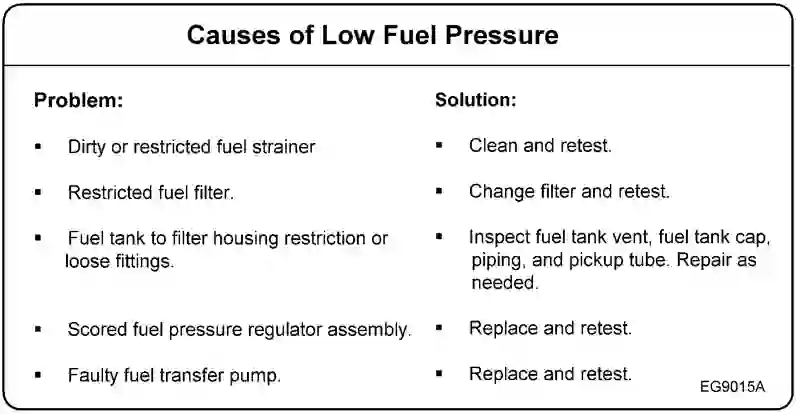 Causes of Low Fuel Pressure
Problem: Solution:
▪ Dirty or restricted fuel strainer ▪ Clean and retest.
▪ Restricted fuel filter. ▪ Change filter and retest.
▪ Fuel tank to filter housing restriction or ▪ Inspect fuel tank vent, fuel tank cap,
loose fittings. piping, and pickup tube. Repair as
needed.
▪ Scored fuel pressure regulator assembly. ▪ Replace and retest.
▪ Faulty fuel transfer pump. ▪ Replace and retest.
EG9015A